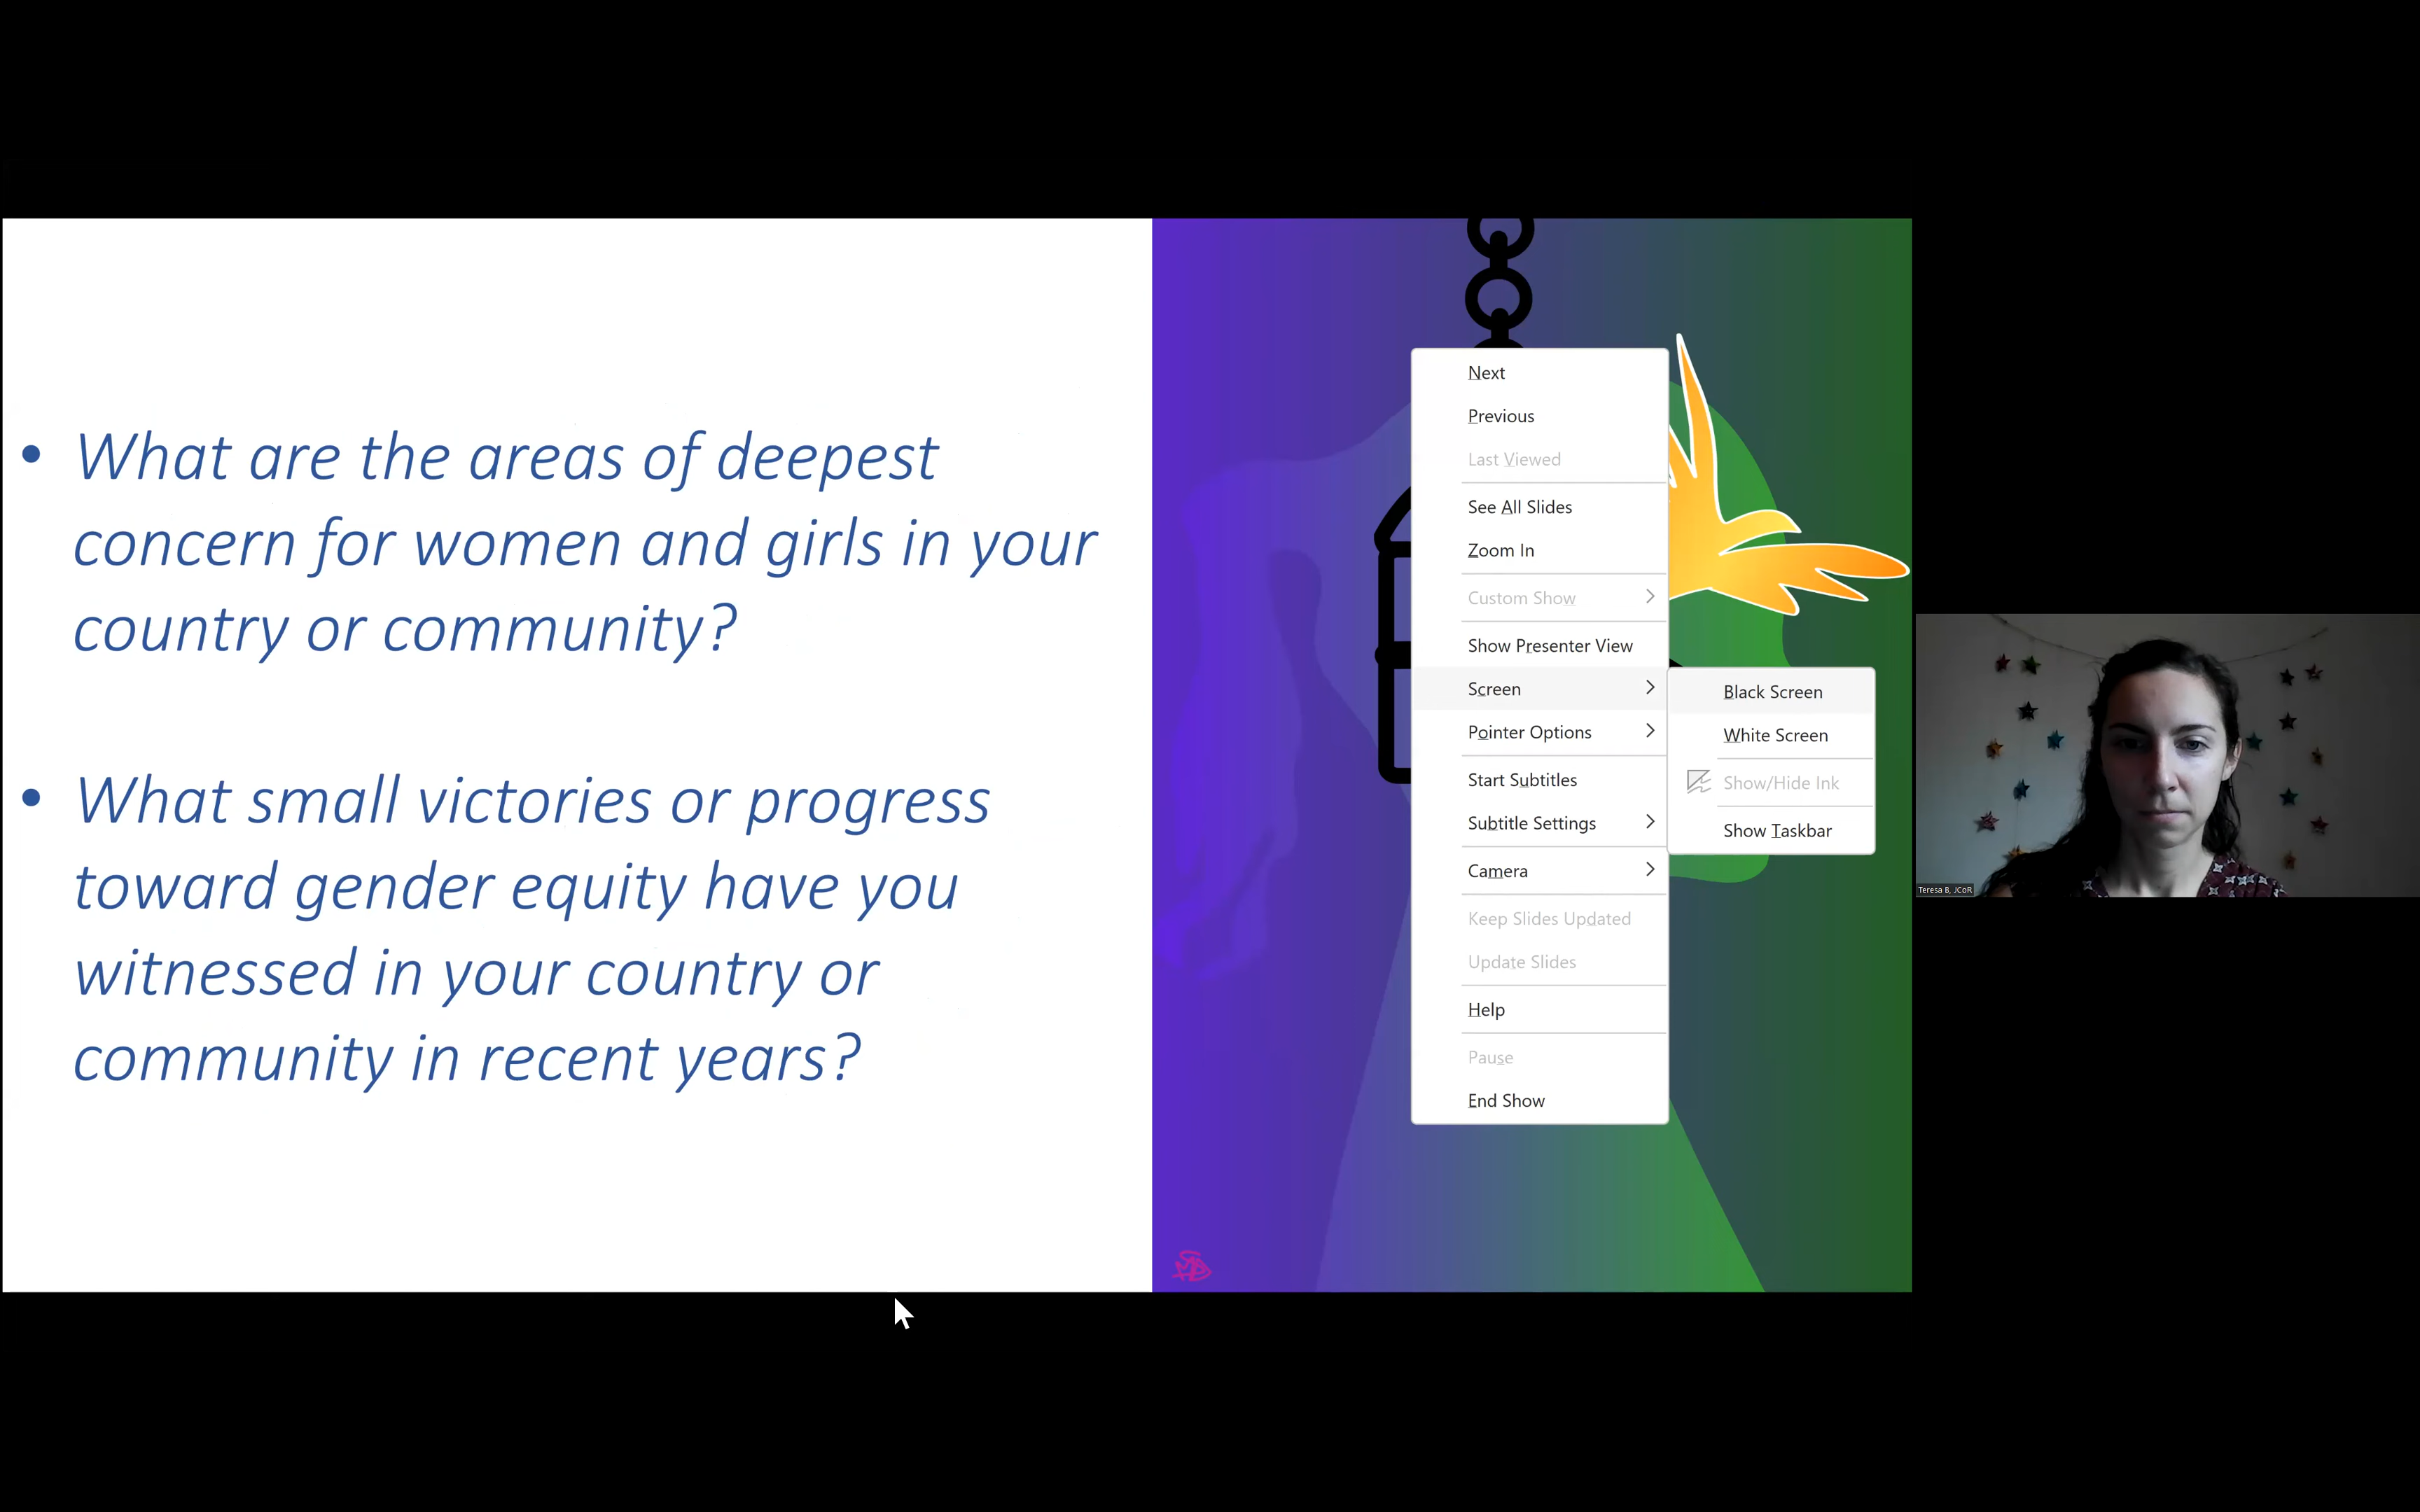 • What are the areas of deepest
concern for women and girls in your
country or community?
• What small victories or progress
toward gender equity have you
witnessed in your country or
community in recent years?
Next
Previous
Last Viewed
See All Slides
Zoom In
Custom Show
Show Presenter View
Screen
Pointer Options
Start Subtitles
Subtitle Settings
Camera
Keep Slides Updated
Update Slides
Help
Pause
End Show
Black Screen
White Screen
Show/Hide Ink
Show Taskbar
Teresa B, JCoR